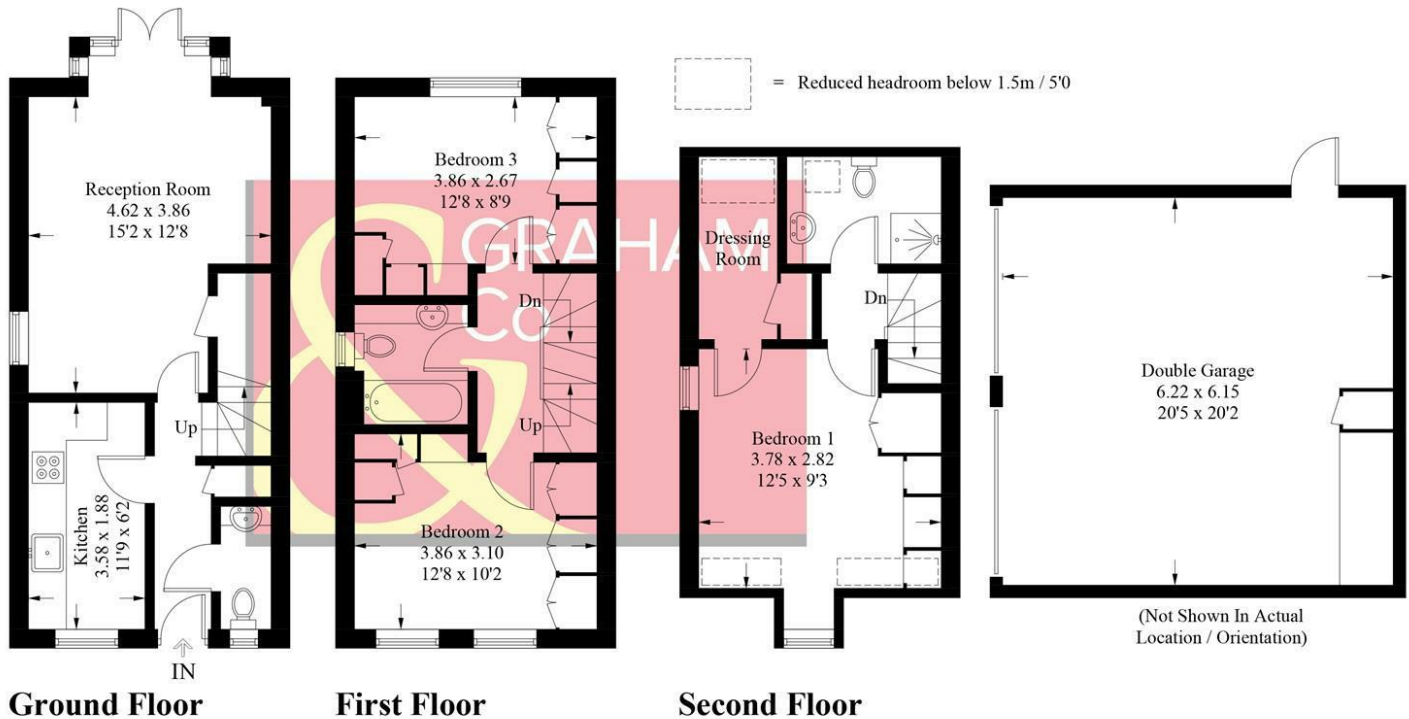 = Reduced headroom below 1.5m / 5'0
Reception Room
4.62 x 3.86
15'2 x 12'8
Up
Kitchen
3.58 x 1.88
11'9 x 6'2
IN
Ground Floor
Bedroom 3
3.86 x 2.67
12'8 x 8'9
GRAHAM
& Co
Dn
Up
Bedroom 2
3.86 x 3.10
12'8 x 10'2
First Floor
Dressing
Room
Dn
Bedroom 1
3.78 x 2.82
12'5 x 9'3
Second Floor
Double Garage
6.22 x 6.15
20'5 x 20'2
(Not Shown In Actual
Location / Orientation)